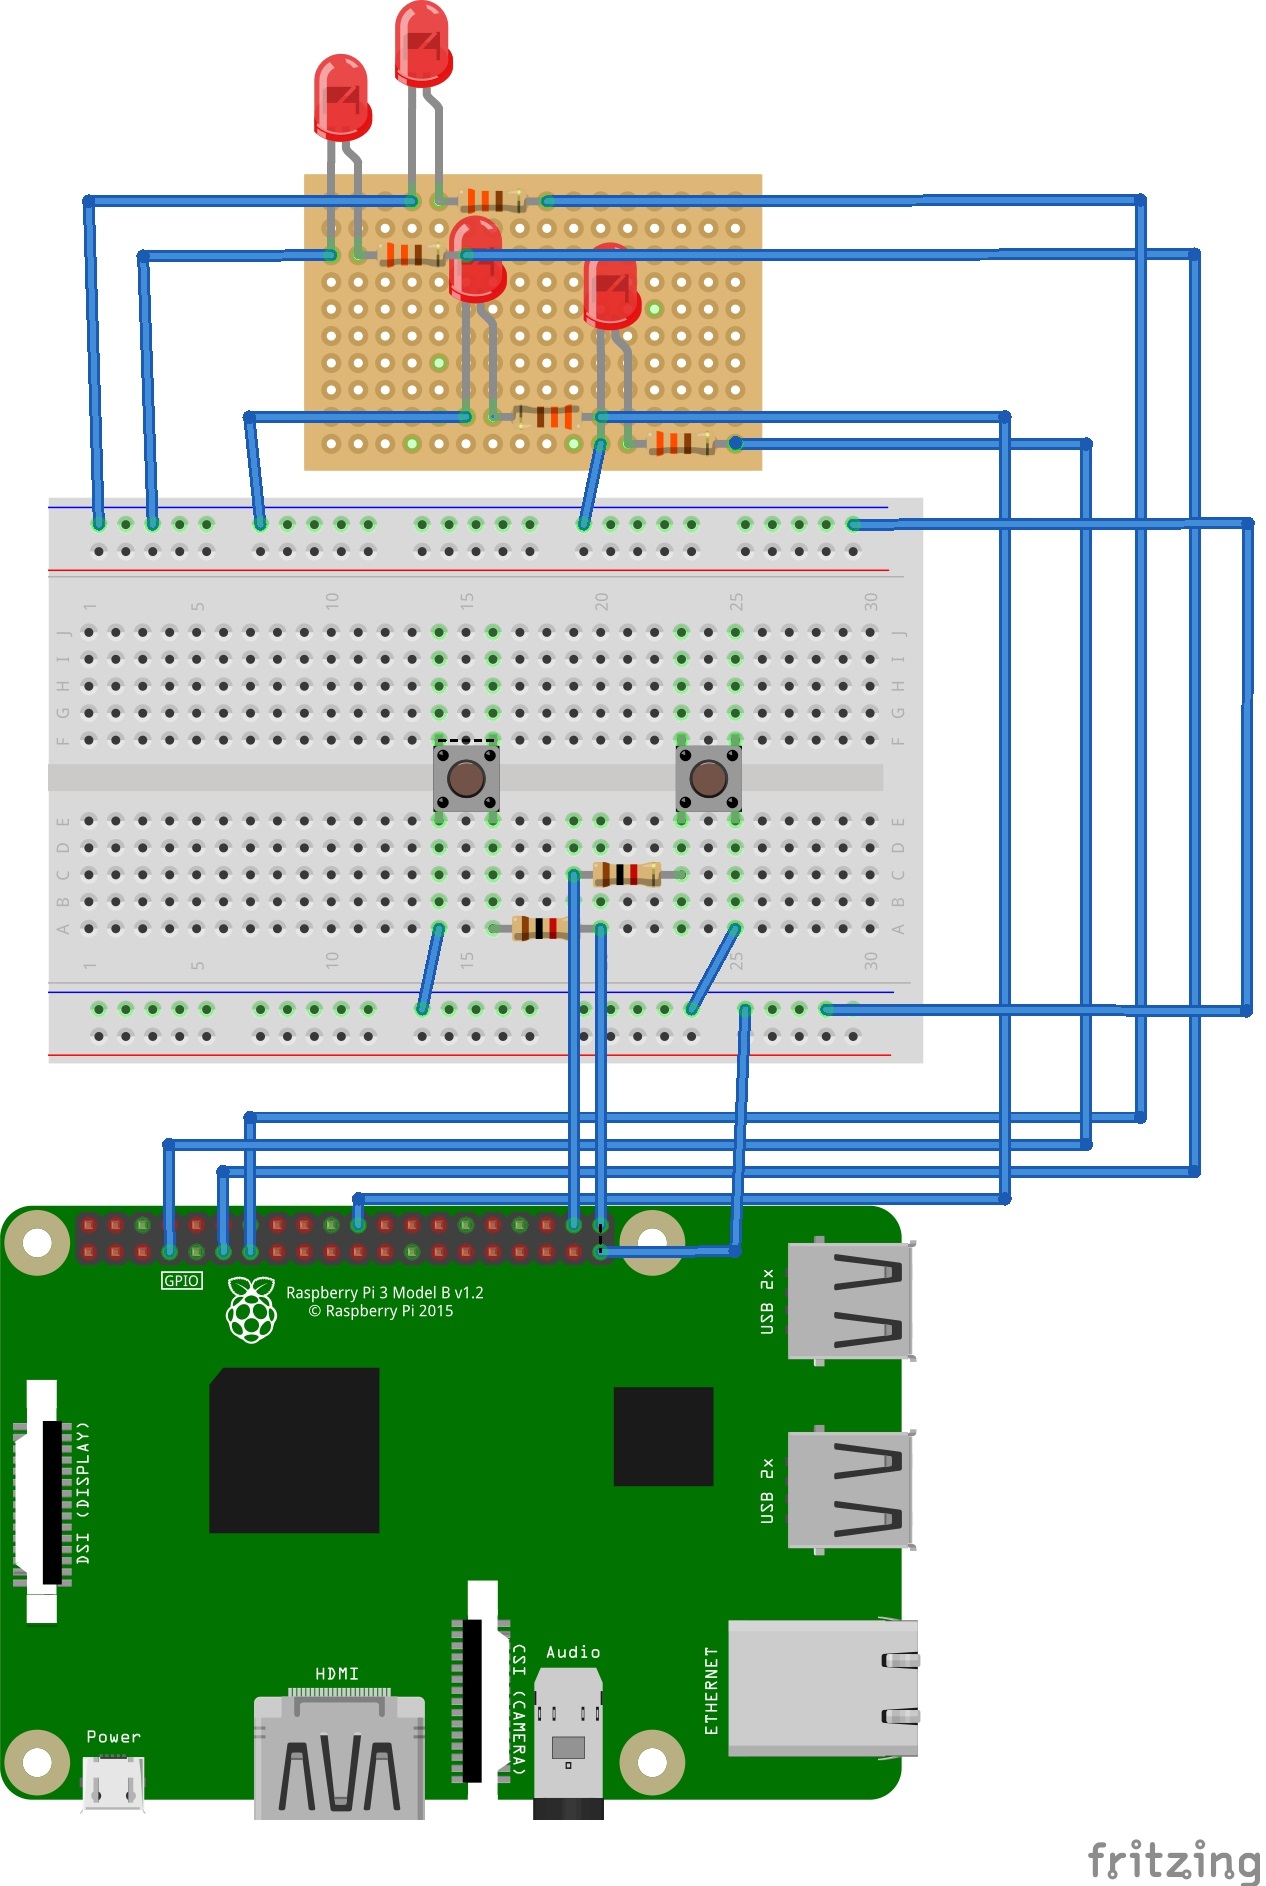 1 5 10 15 20 25 30
J J
I I
H H
G G
F F
E E
D D
C C
B B
A A
1 5 10 15 25 30
GPIO
Raspberry Pi 3 Model B v1.2
© Raspberry Pi 2015
USB 2x
DSI (DISPLAY)
USB 2x
HDMI
CSI (CAMERA)
Audio
ETHERNET
Power
fritzing